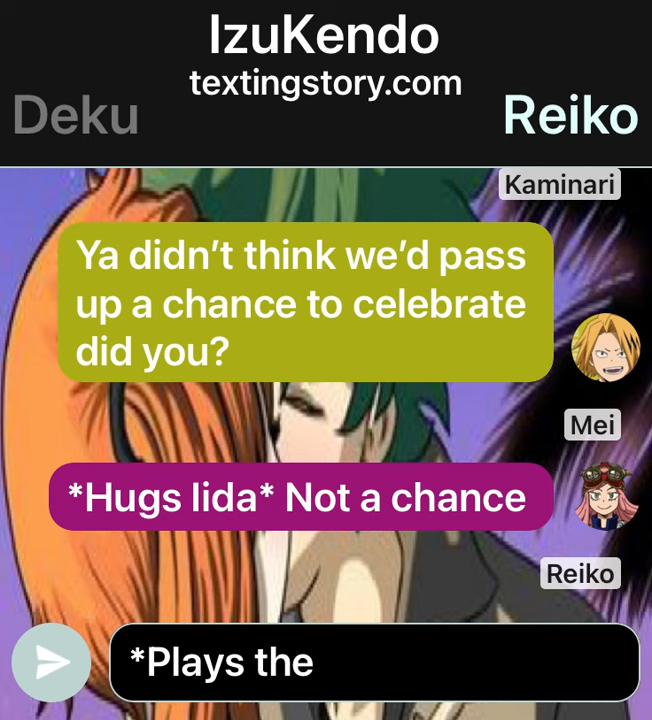 IzuKendo
textingstory.com
Deku
Reiko
Kaminari
Ya didn’t think we’d pass
up a chance to celebrate
did you?
Mei
*Hugs Iida* Not a chance
Reiko
*Plays the